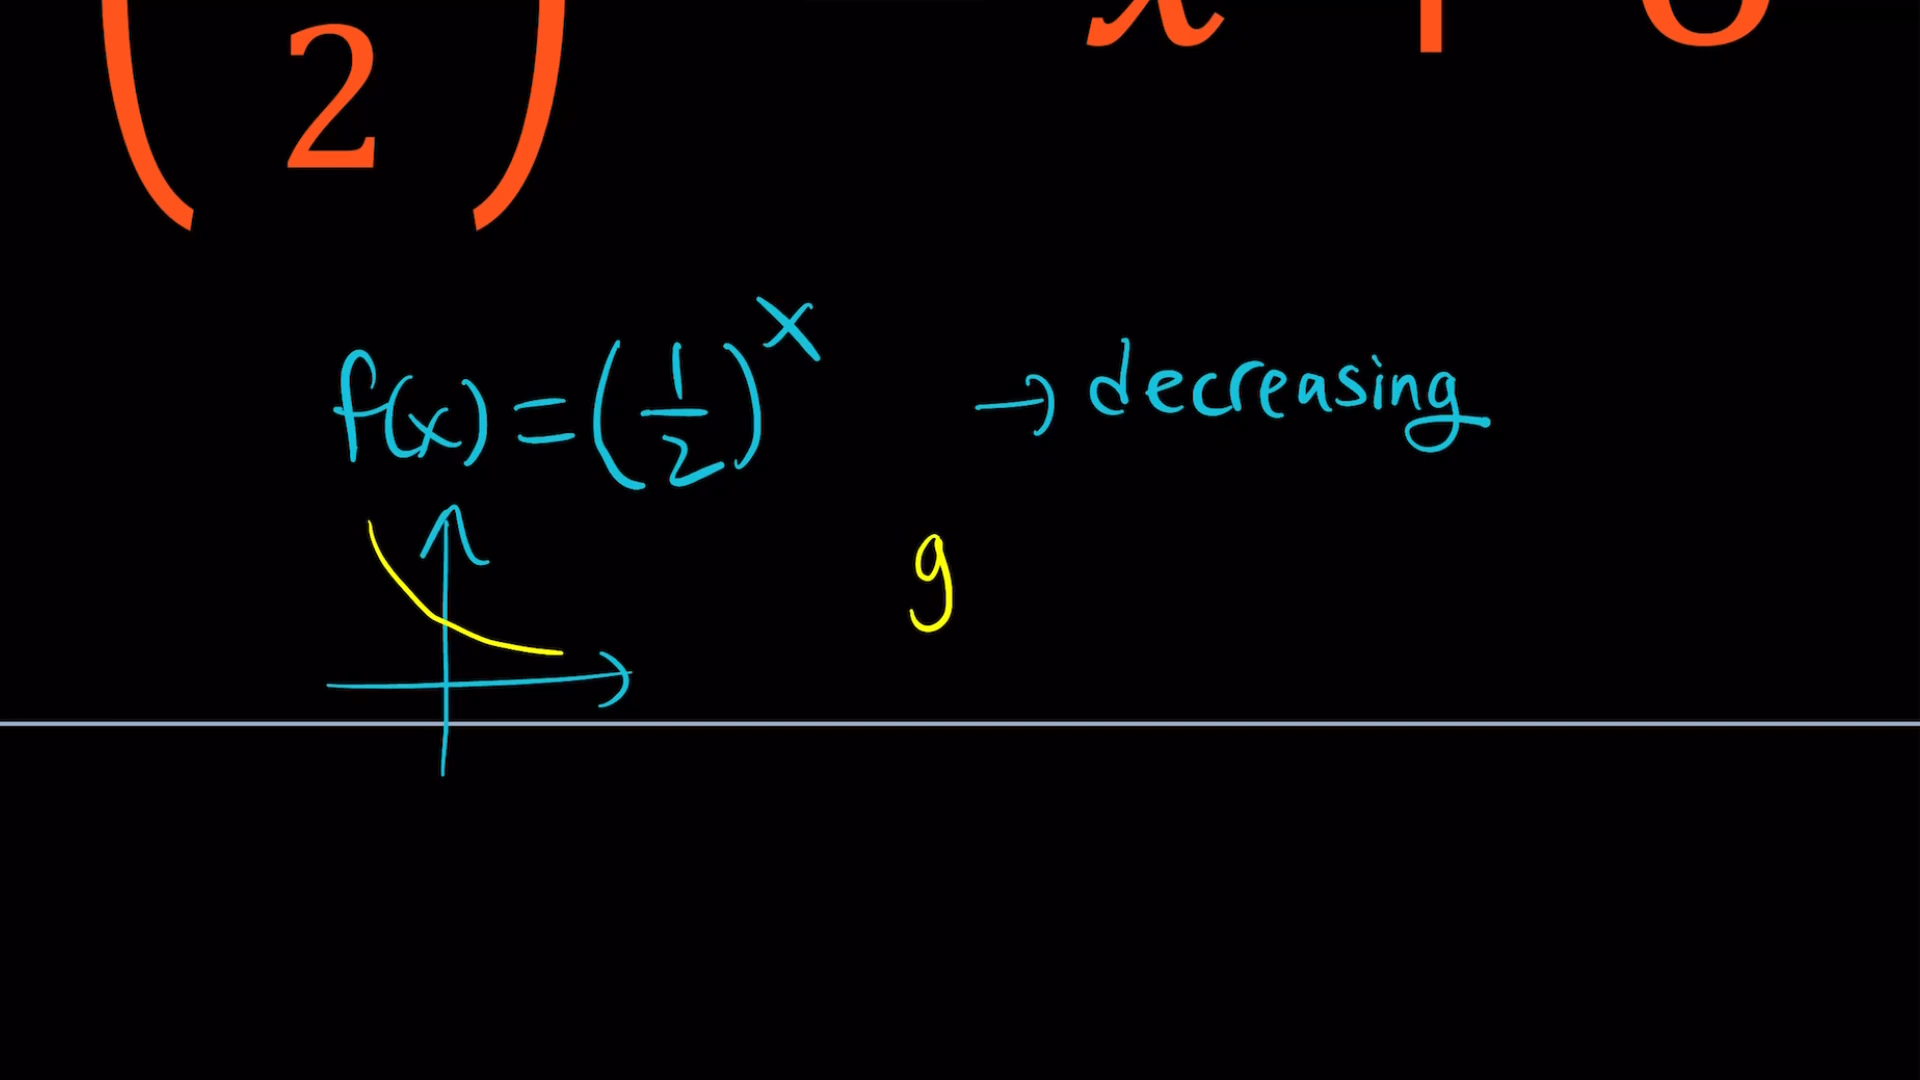 2
f(x) = (1/2)^x → decreasing
g